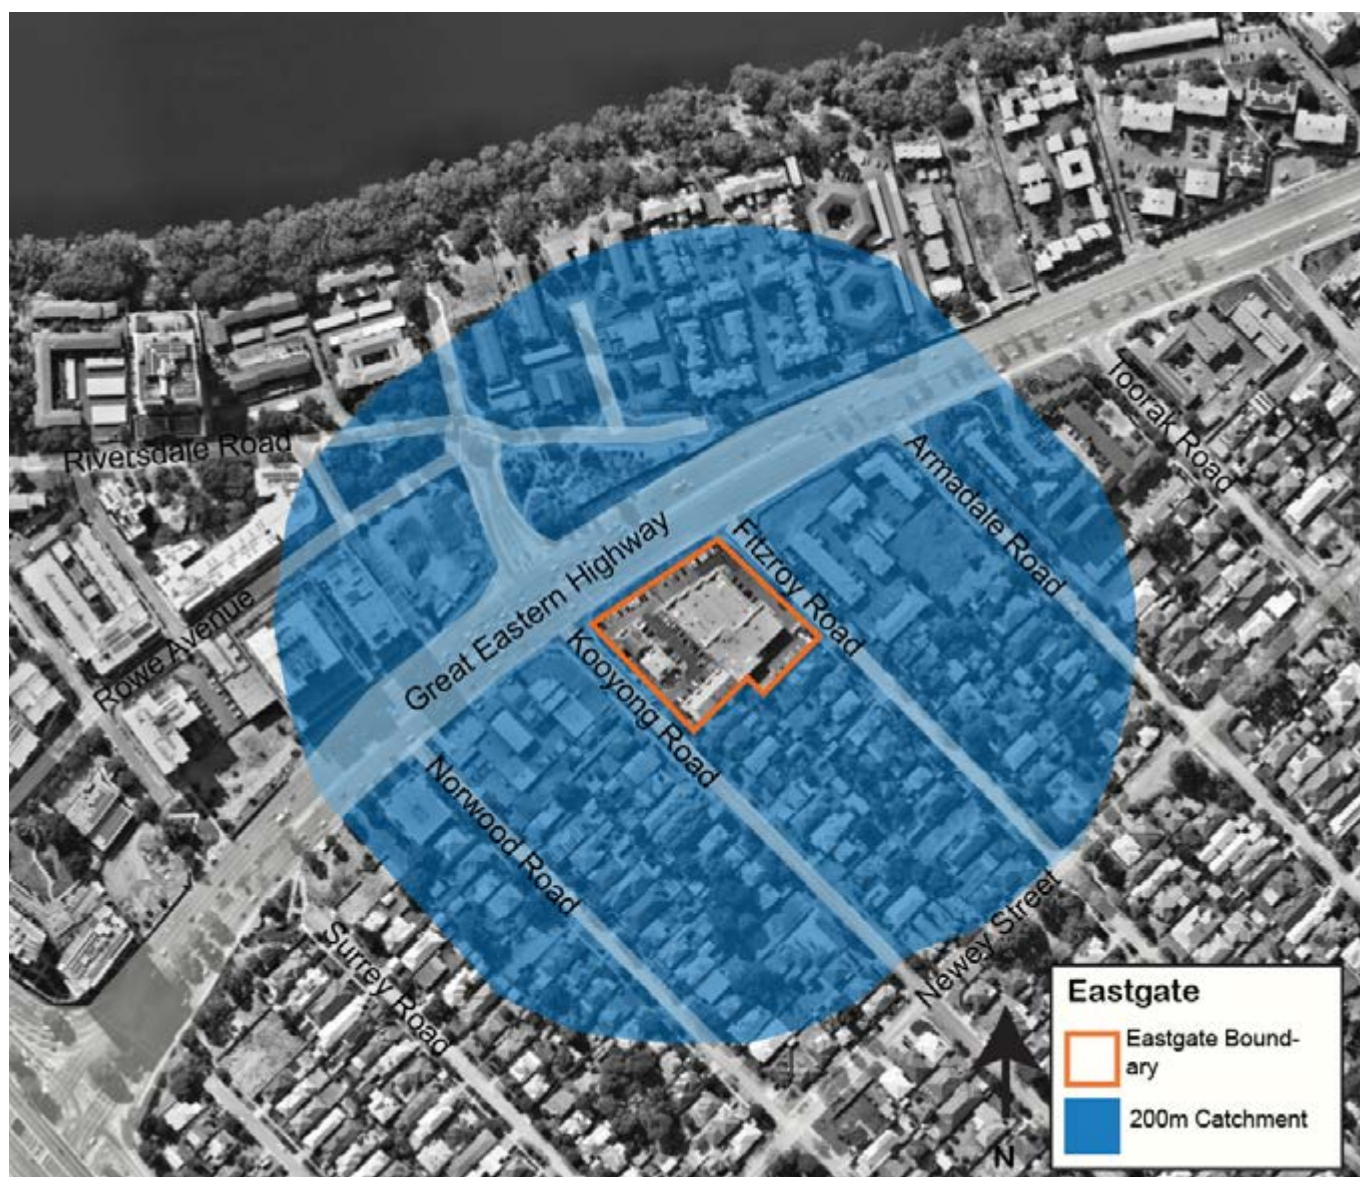 Toorak Road
Armadale Road
Riversdale Road
Fitzroy Road
Great Eastern Highway
Rowe Avenue
Kooyong Road
Norwood Road
Newey Street
Surrey Road
Eastgate
Eastgate Bound-
ary
200m Catchment
N